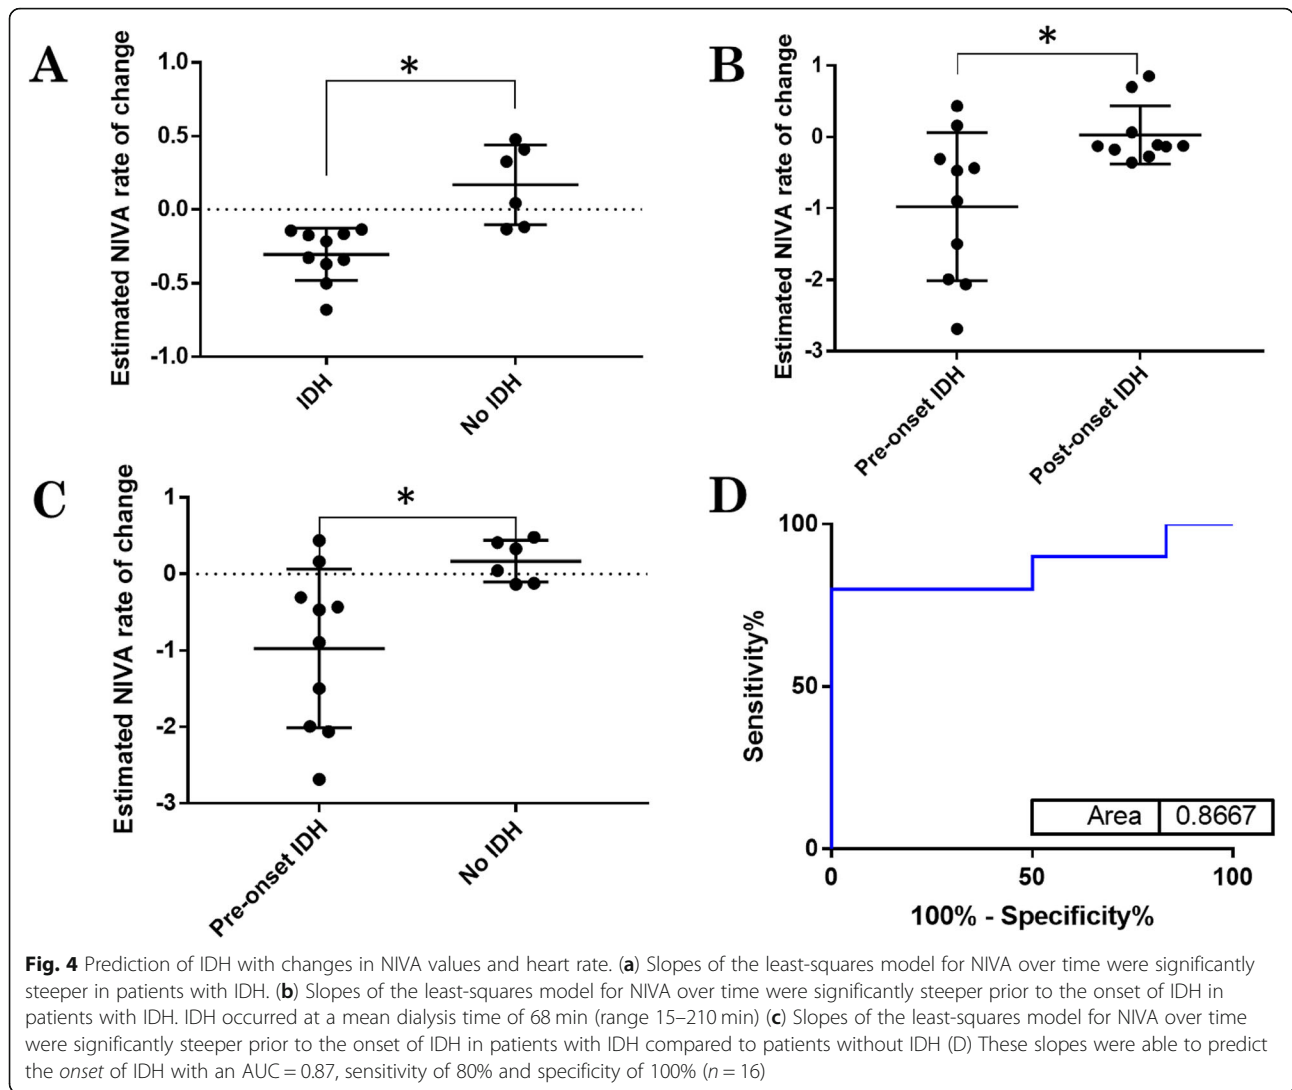 A
*
Estimated NIVA rate of change
1.0
0.5
0.0
-0.5
-1.0
IDH
No IDH
B
*
Estimated NIVA rate of change
1
0
-1
-2
-3
Pre-onset IDH
Post-onset IDH
C
*
Estimated NIVA rate of change
1
0
-1
-2
-3
Pre-onset IDH
No IDH
D
Sensitivity%
100
50
0
Area 0.8667
0 50 100
100% - Specificity%
Fig. 4 Prediction of IDH with changes in NIVA values and heart rate. (a) Slopes of the least-squares model for NIVA over time were significantly
steeper in patients with IDH. (b) Slopes of the least-squares model for NIVA over time were significantly steeper prior to the onset of IDH in
patients with IDH. IDH occurred at a mean dialysis time of 68 min (range 15–210 min) (c) Slopes of the least-squares model for NIVA over time
were significantly steeper prior to the onset of IDH in patients with IDH compared to patients without IDH (D) These slopes were able to predict
the onset of IDH with an AUC = 0.87, sensitivity of 80% and specificity of 100% (n = 16)